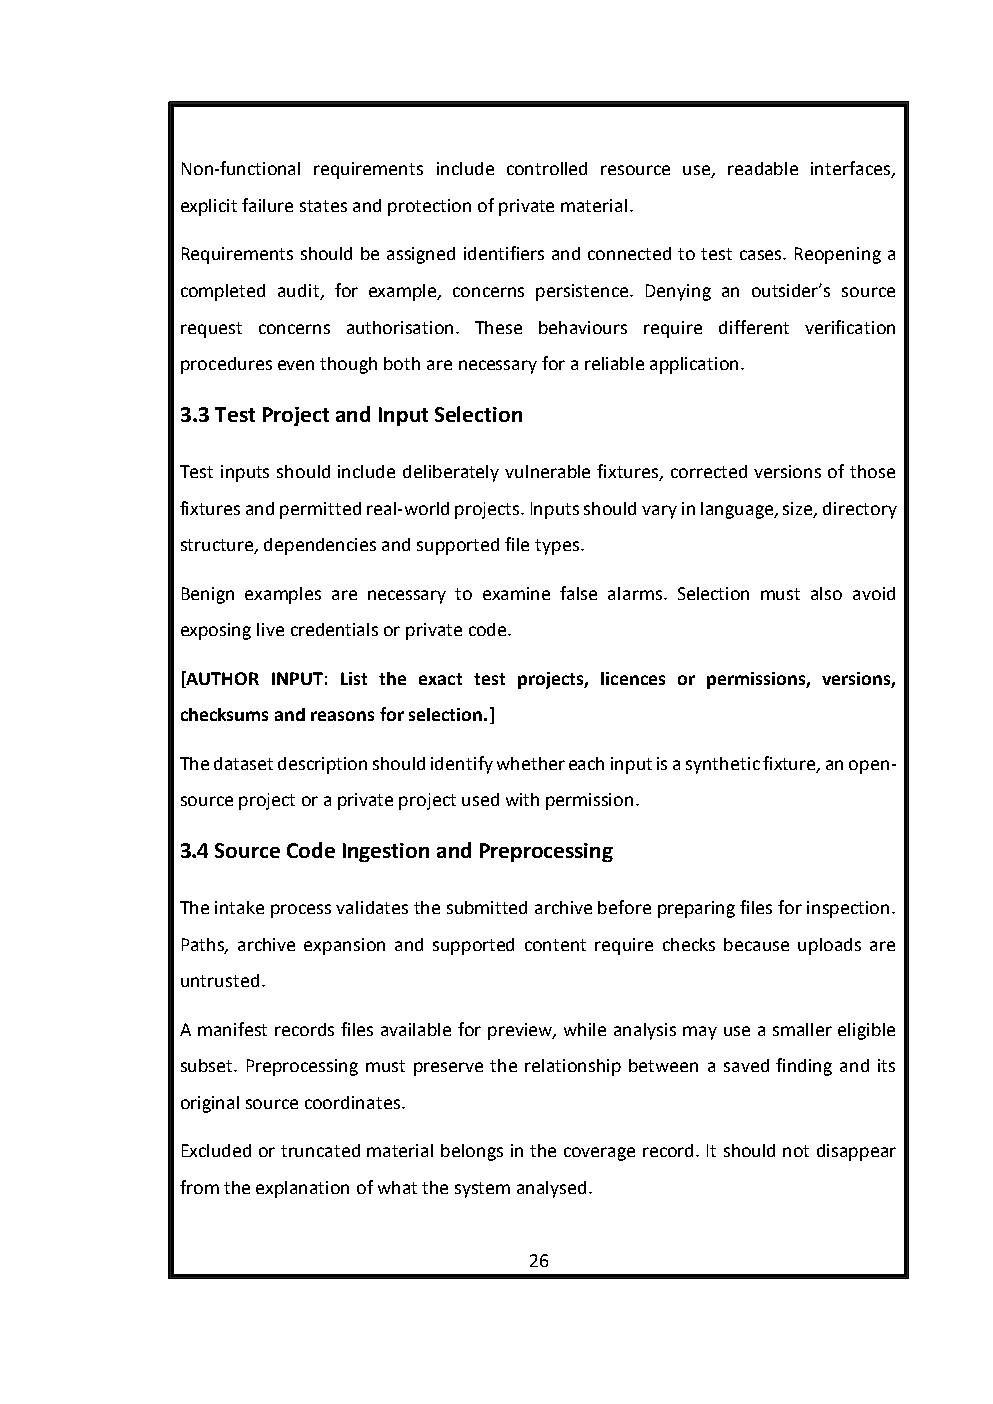 Non-functional requirements include controlled resource use, readable interfaces,
explicit failure states and protection of private material.
Requirements should be assigned identifiers and connected to test cases. Reopening a
completed audit, for example, concerns persistence. Denying an outsider’s source
request concerns authorisation. These behaviours require different verification
procedures even though both are necessary for a reliable application.
3.3 Test Project and Input Selection
Test inputs should include deliberately vulnerable fixtures, corrected versions of those
fixtures and permitted real-world projects. Inputs should vary in language, size, directory
structure, dependencies and supported file types.
Benign examples are necessary to examine false alarms. Selection must also avoid
exposing live credentials or private code.
[AUTHOR INPUT: List the exact test projects, licences or permissions, versions,
checksums and reasons for selection.]
The dataset description should identify whether each input is a synthetic fixture, an open-
source project or a private project used with permission.
3.4 Source Code Ingestion and Preprocessing
The intake process validates the submitted archive before preparing files for inspection.
Paths, archive expansion and supported content require checks because uploads are
untrusted.
A manifest records files available for preview, while analysis may use a smaller eligible
subset. Preprocessing must preserve the relationship between a saved finding and its
original source coordinates.
Excluded or truncated material belongs in the coverage record. It should not disappear
from the explanation of what the system analysed.
26